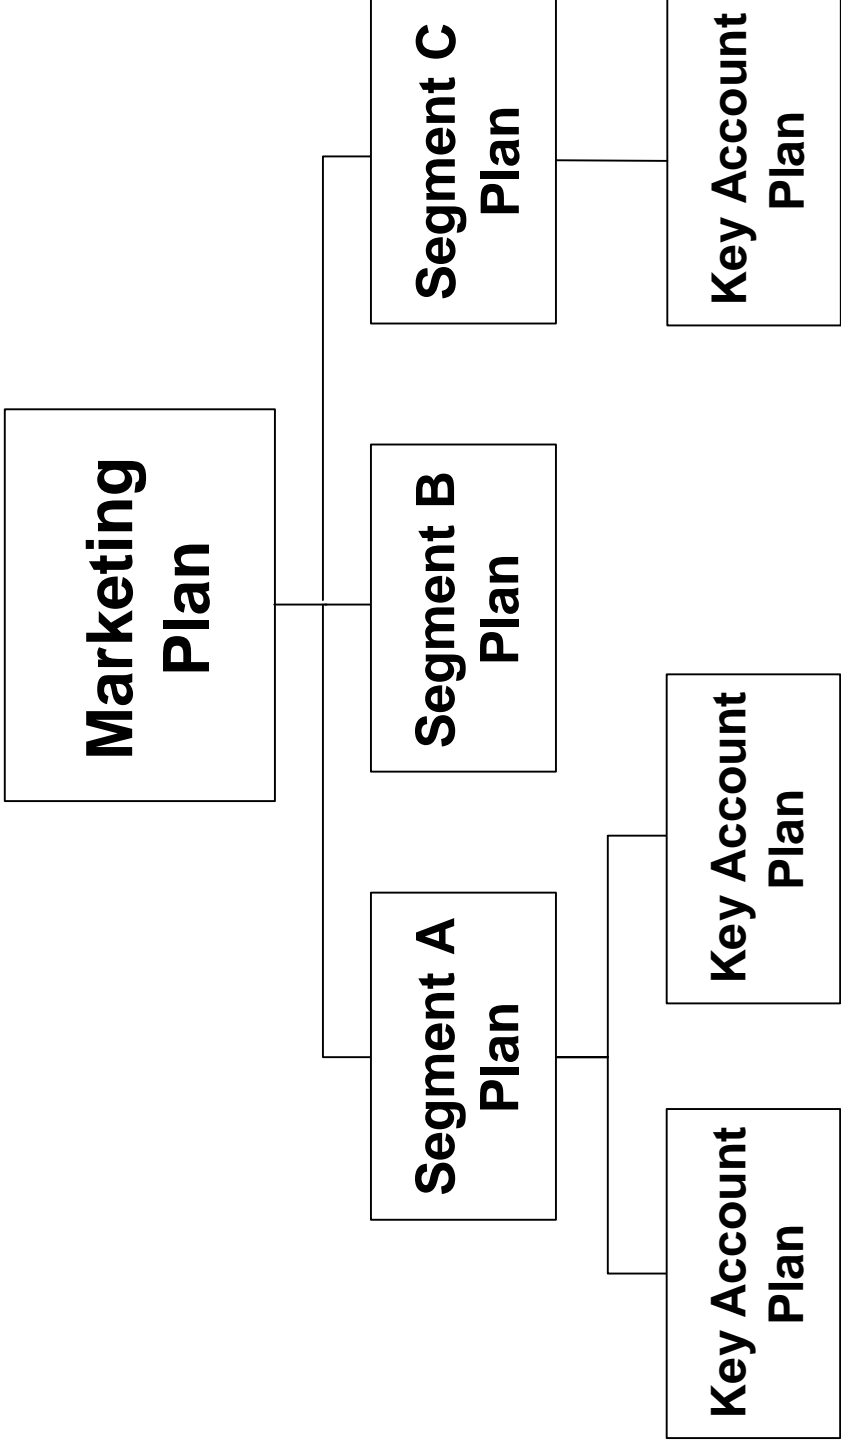 Marketing
Plan
Segment A
Plan
Segment B
Plan
Segment C
Plan
Key Account
Plan
Key Account
Plan
Key Account
Plan